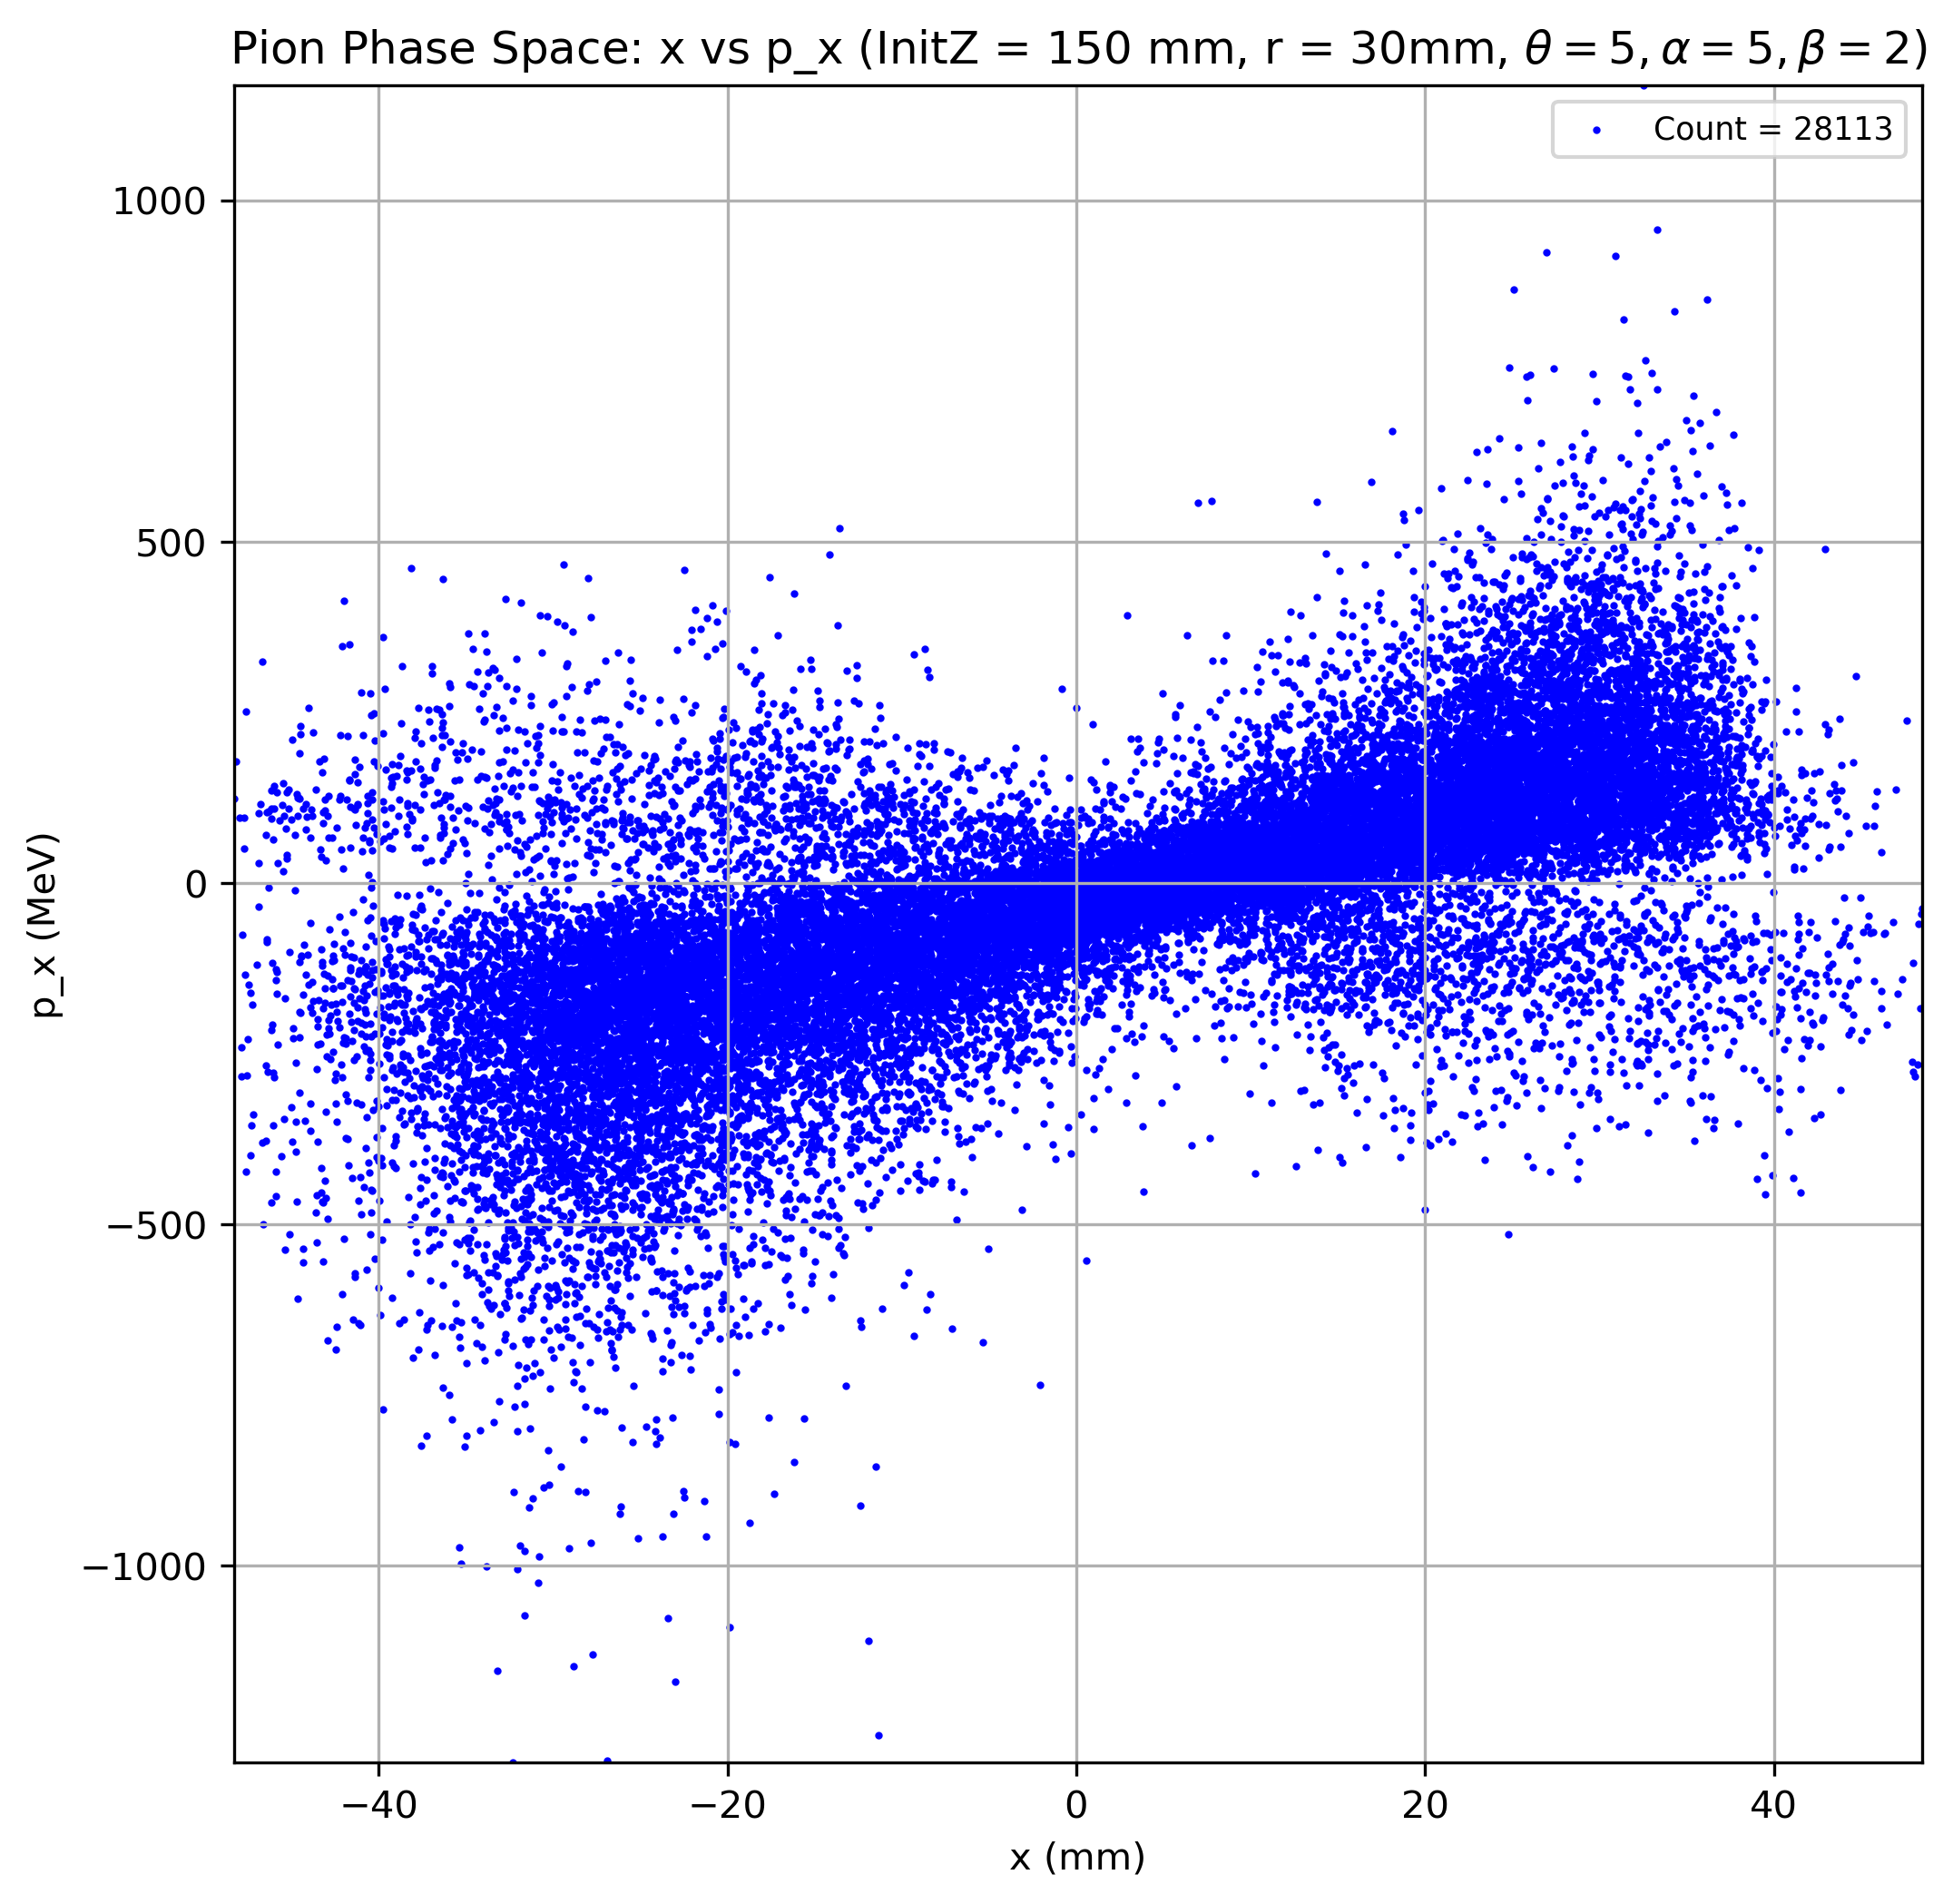 Pion Phase Space: x vs p_x (InitZ = 150 mm, r = 30mm, θ = 5, α = 5, β = 2)
Count = 28113
1000
500
0
−500
−1000
p_x (MeV)
−40 −20 0 20 40
x (mm)